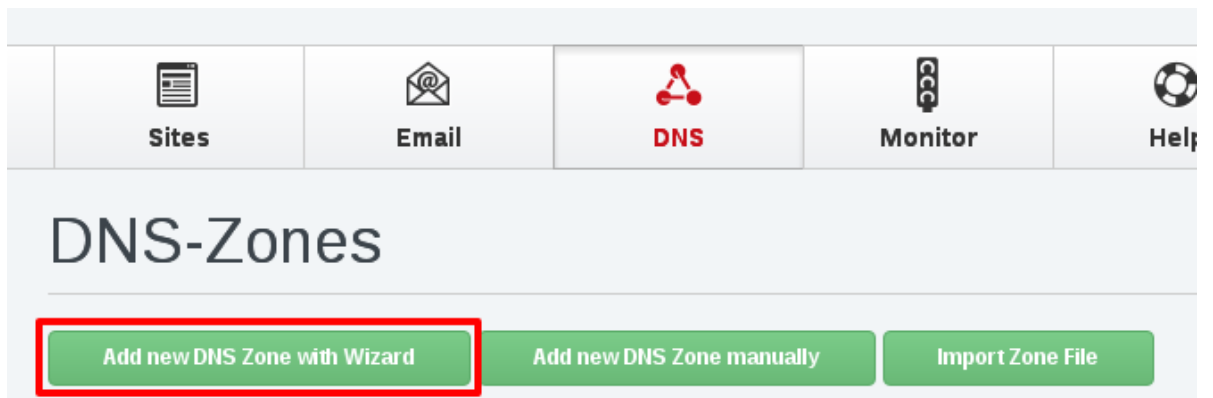 Sites Email DNS Monitor
DNS-Zones
Add new DNS Zone with Wizard Add new DNS Zone manually Import Zone File